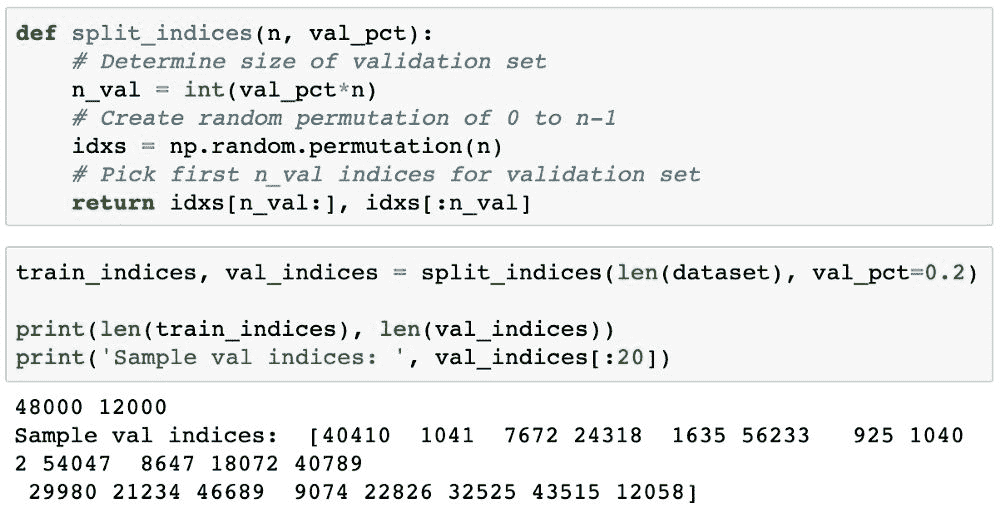 def split_indices(n, val_pct):
    # Determine size of validation set
    n_val = int(val_pct*n)
    # Create random permutation of 0 to n-1
    idxs = np.random.permutation(n)
    # Pick first n_val indices for validation set
    return idxs[n_val:], idxs[:n_val]
train_indices, val_indices = split_indices(len(dataset), val_pct=0.2)
print(len(train_indices), len(val_indices))
print('Sample val indices: ', val_indices[:20])
48000 12000
Sample val indices:  [40410  1041  7672 24318  1635 56233   925 1040
2 54047  8647 18072 40789
 29980 21234 46689  9074 22826 32525 43515 12058]